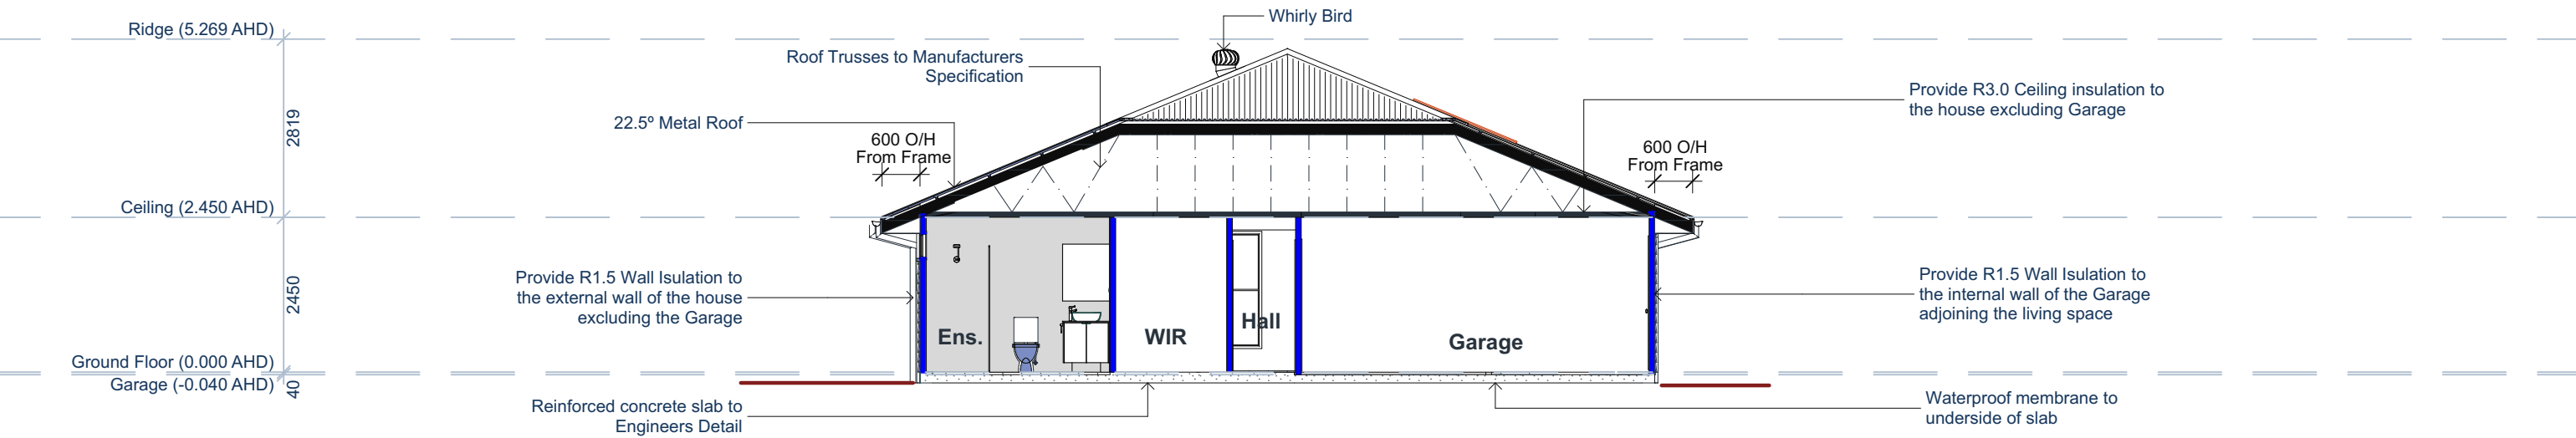 Whirly Bird
Ridge (5.269 AHD)
Roof Trusses to Manufacturers
Specification
Provide R3.0 Ceiling insulation to
the house excluding Garage
2819
22.5º Metal Roof
600 O/H
From Frame
600 O/H
From Frame
Ceiling (2.450 AHD)
Provide R1.5 Wall Isulation to
the external wall of the house
excluding the Garage
2450
Provide R1.5 Wall Isulation to
the internal wall of the Garage
adjoining the living space
Ens.
WIR
Hall
Garage
Ground Floor (0.000 AHD)
Garage (-0.040 AHD)
40
Reinforced concrete slab to
Engineers Detail
Waterproof membrane to
underside of slab